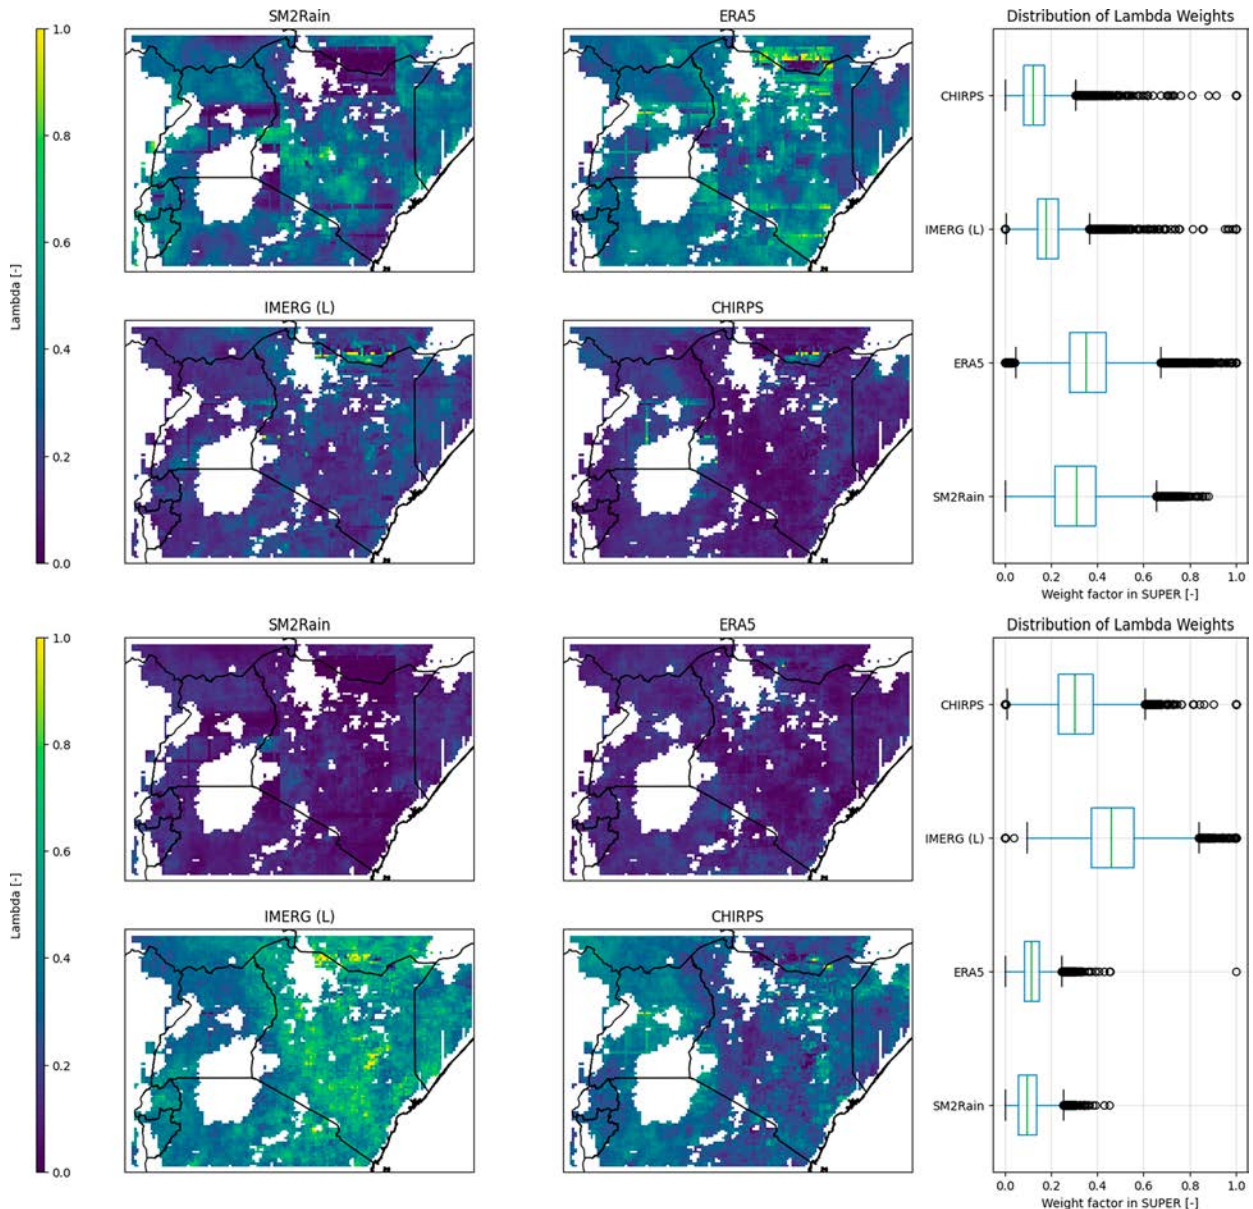 SM2Rain
ERA5
Distribution of Lambda Weights
1.0
0.8
0.6
0.4
0.2
0.0
Lambda [-]
IMERG (L)
CHIRPS
CHIRPS
IMERG (L)
ERA5
SM2Rain
0.0 0.2 0.4 0.6 0.8 1.0
Weight factor in SUPER [-]
SM2Rain
ERA5
Distribution of Lambda Weights
1.0
0.8
0.6
0.4
0.2
0.0
Lambda [-]
IMERG (L)
CHIRPS
CHIRPS
IMERG (L)
ERA5
SM2Rain
0.0 0.2 0.4 0.6 0.8 1.0
Weight factor in SUPER [-]